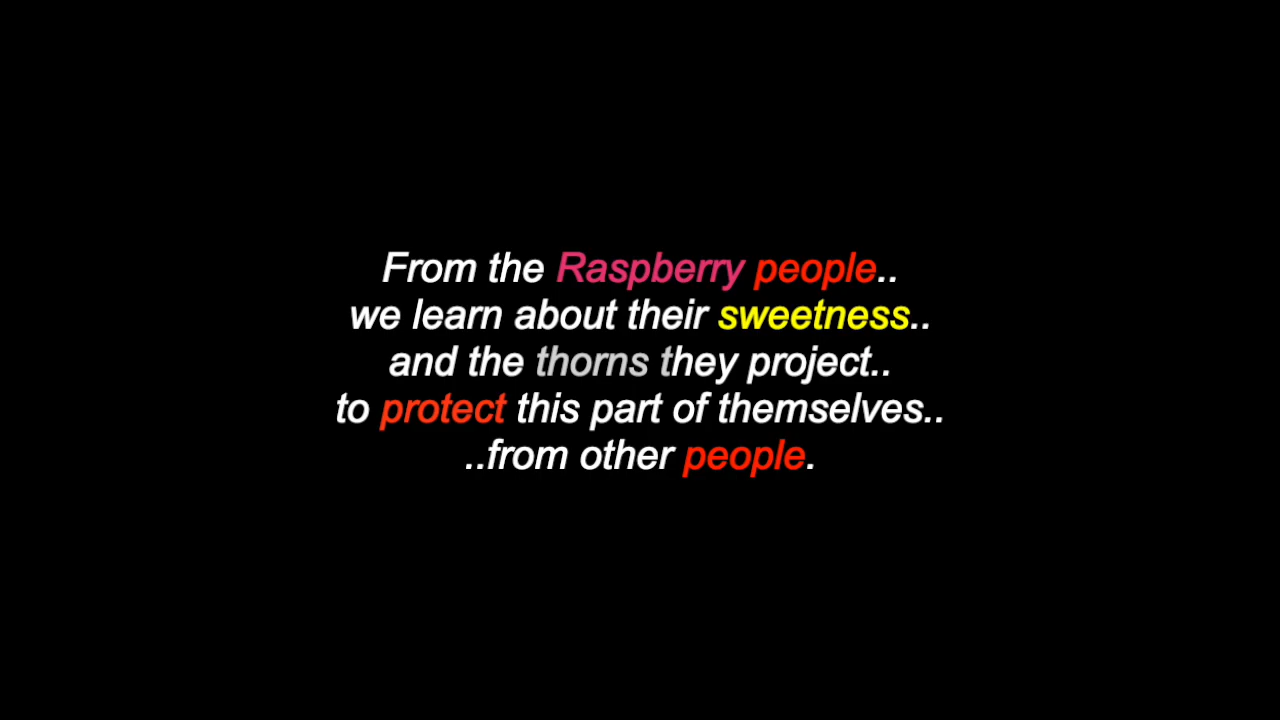 From the Raspberry people..
we learn about their sweetness..
and the thorns they project..
to protect this part of themselves..
..from other people.